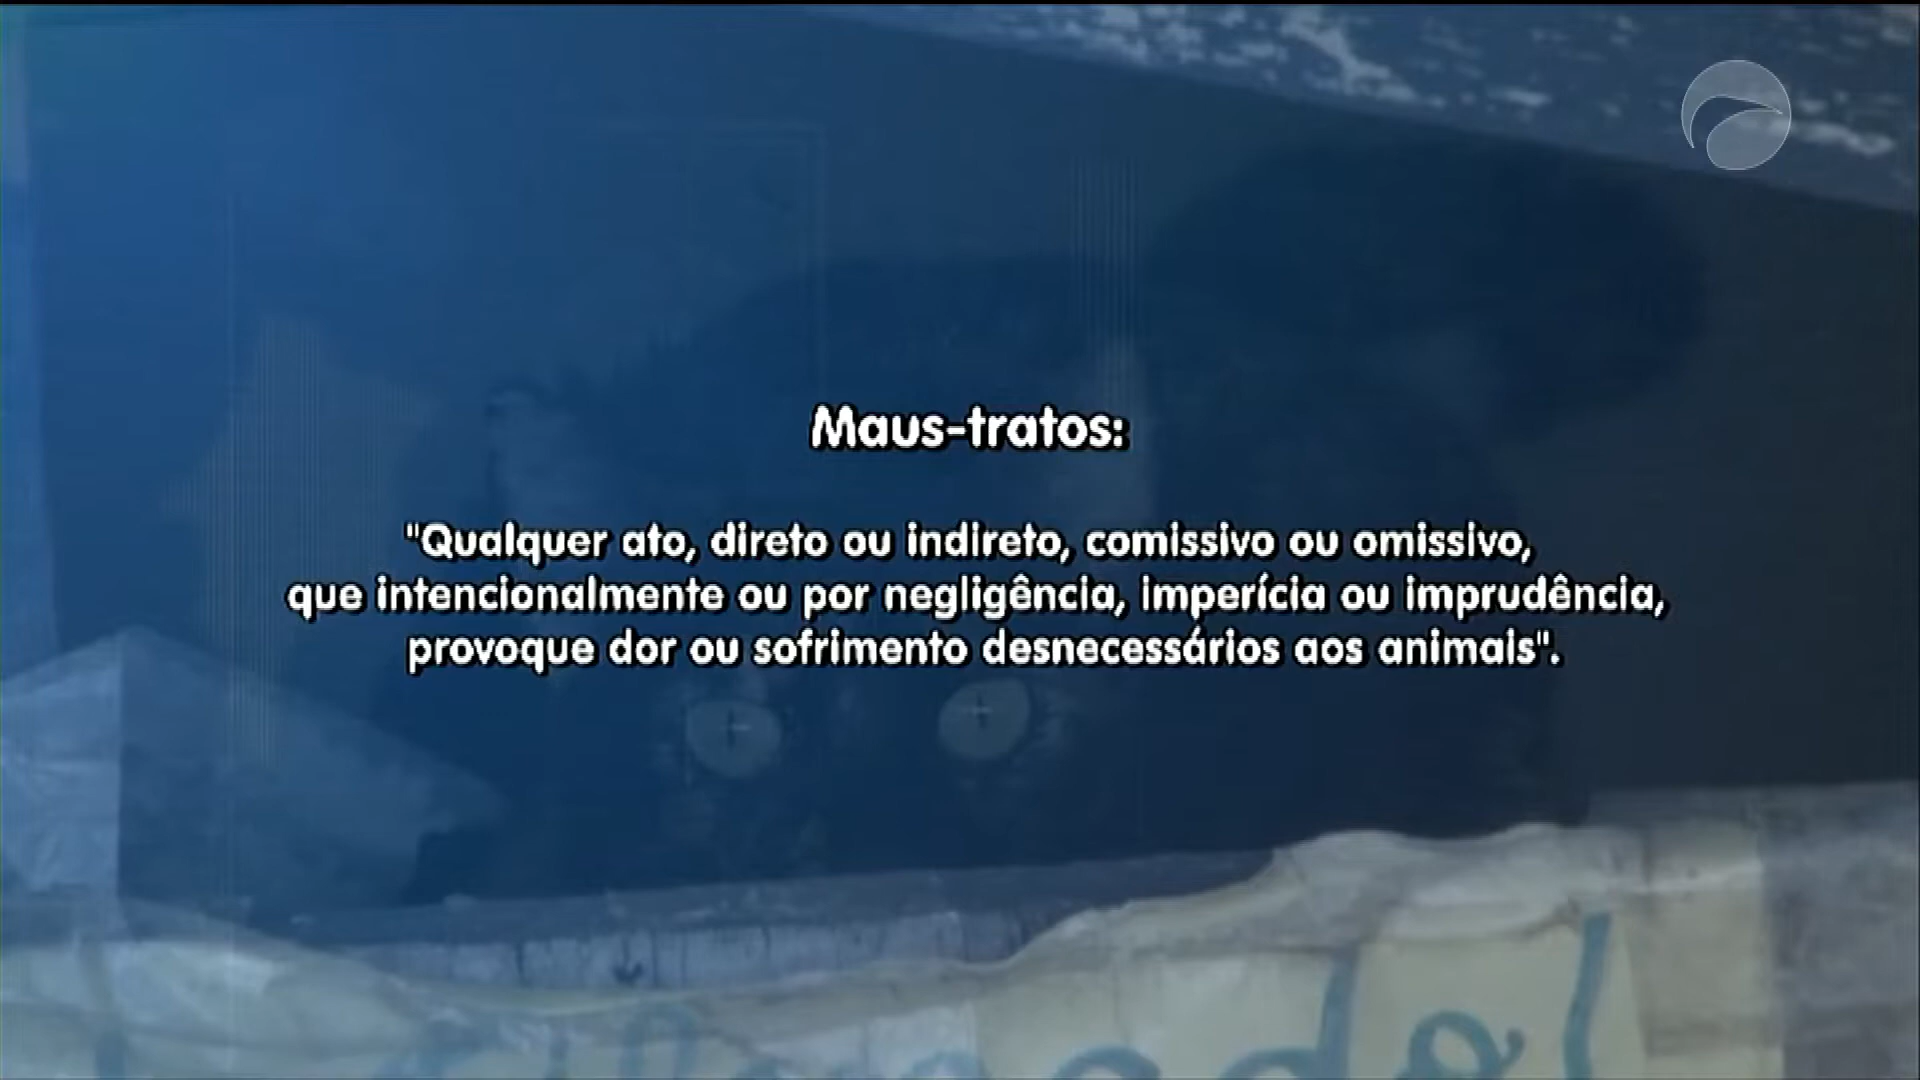 Maus-tratos:
"Qualquer ato, direto ou indireto, comissivo ou omissivo,
que intencionalmente ou por negligência, imperícia ou imprudência,
provoque dor ou sofrimento desnecessários aos animais".